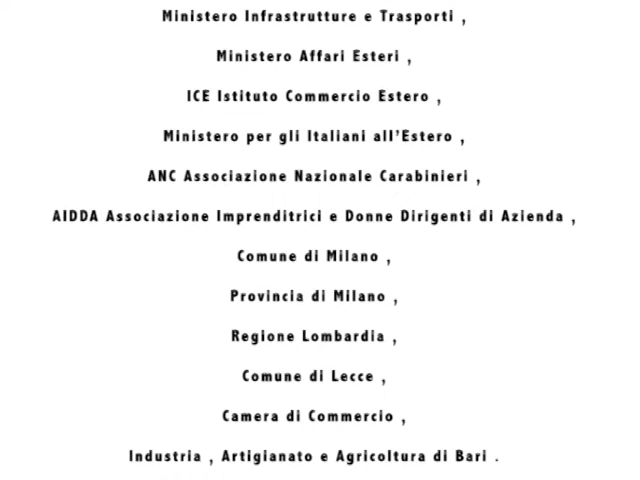 Ministero Infrastrutture e Trasporti ,
Ministero Affari Esteri ,
ICE Istituto Commercio Estero ,
Ministero per gli Italiani all'Estero ,
ANC Associazione Nazionale Carabinieri ,
AIDDA Associazione Imprenditrici e Donne Dirigenti di Azienda ,
Comune di Milano ,
Provincia di Milano ,
Regione Lombardia ,
Comune di Lecce ,
Camera di Commercio ,
Industria , Artigianato e Agricoltura di Bari .